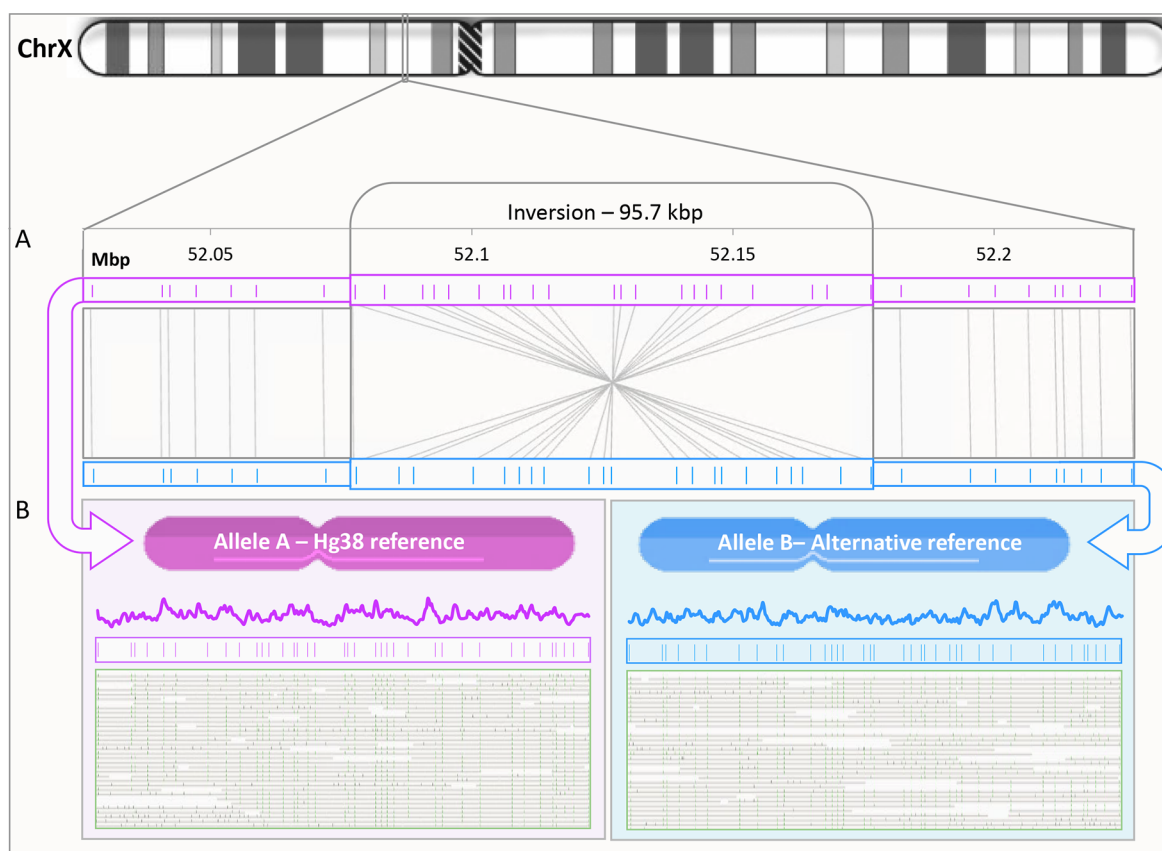 ChrX
Inversion – 95.7 kbp
A
Mbp
52.05
52.1
52.15
52.2
B
Allele A – Hg38 reference
Allele B– Alternative reference